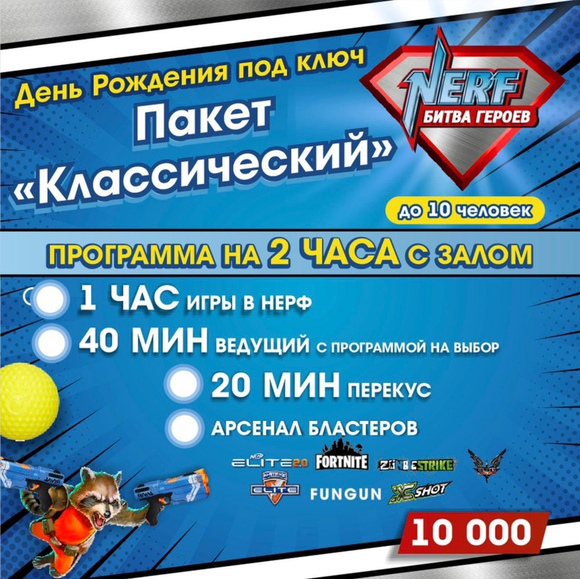 День Рождения под ключ
Пакет
«Классический»
NERF
БИТВА ГЕРОЕВ
до 10 человек
ПРОГРАММА НА 2 ЧАСА С ЗАЛОМ
1 ЧАС ИГРЫ В НЕРФ
40 МИН ВЕДУЩИЙ С ПРОГРАММОЙ НА ВЫБОР
20 МИН ПЕРЕКУС
АРСЕНАЛ БЛАСТЕРОВ
ELITE 2.0 FORTNITE ZOMBIE STRIKE
ELITE FUNGUN X-SHOT
10 000